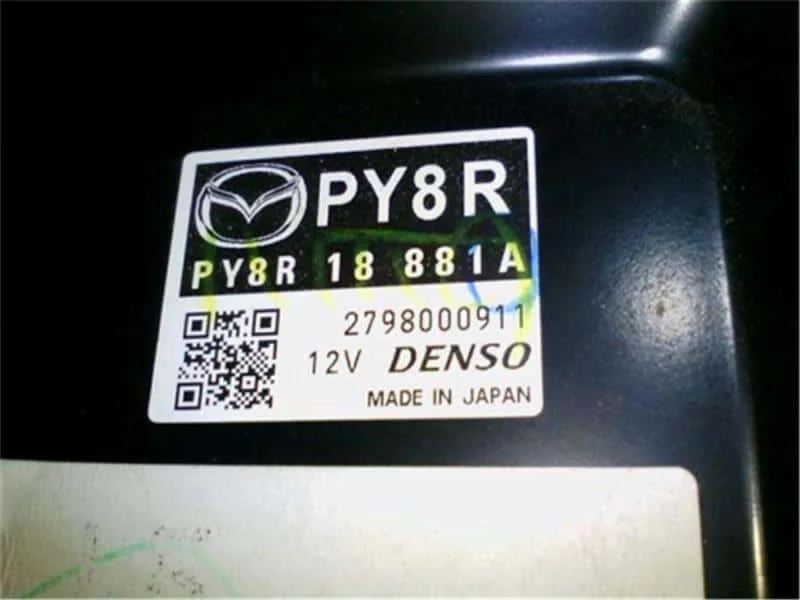 PY8R
PY8R 18 881A
2798000911
12V DENSO
MADE IN JAPAN